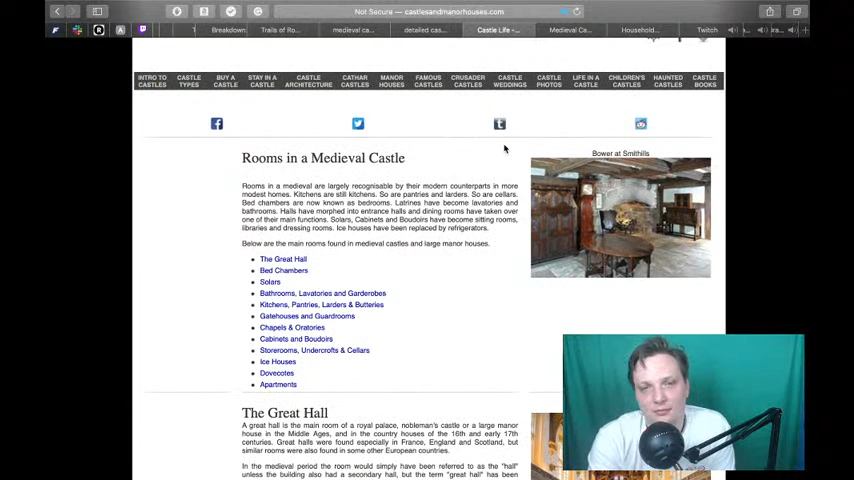 Not Secure — castlesandmanorhouses.com
Breakdown:
Trails of Ro...
medieval ca...
detailed cas...
Castle Life -...
Medieval Ca...
Household...
Twitch
INTRO TO CASTLES
CASTLE TYPES
BUY A CASTLE
STAY IN A CASTLE
CASTLE ARCHITECTURE
CATHAR CASTLES
MANOR HOUSES
FAMOUS CASTLES
CRUSADER CASTLES
CASTLE WEDDINGS
CASTLE PHOTOS
LIFE IN A CASTLE
CHILDREN'S CASTLES
HAUNTED CASTLES
CASTLE BOOKS
Rooms in a Medieval Castle
Bower at Smithills
Rooms in a medieval are largely recognisable by their modern counterparts in more
modest homes. Kitchens are still kitchens. So are pantries and larders. So are cellars.
Bed chambers are now known as bedrooms. Latrines have become lavatories and
bathrooms. Halls have morphed into entrance halls and dining rooms have taken over
one of their main functions. Solars, Cabinets and Boudoirs have become sitting rooms,
libraries and dressing rooms. Ice houses have been replaced by refrigerators.
Below are the main rooms found in medieval castles and large manor houses.
The Great Hall
Bed Chambers
Solars
Bathrooms, Lavatories and Garderobes
Kitchens, Pantries, Larders & Butteries
Gatehouses and Guardrooms
Chapels & Oratories
Cabinets and Boudoirs
Storerooms, Undercrofts & Cellars
Ice Houses
Dovecotes
Apartments
The Great Hall
A great hall is the main room of a royal palace, nobleman's castle or a large manor
house in the Middle Ages, and in the country houses of the 16th and early 17th
centuries. Great halls were found especially in France, England and Scotland, but
similar rooms were also found in some other European countries.
In the medieval period the room would simply have been referred to as the "hall"
unless the building also had a secondary hall, but the term "great hall" has been